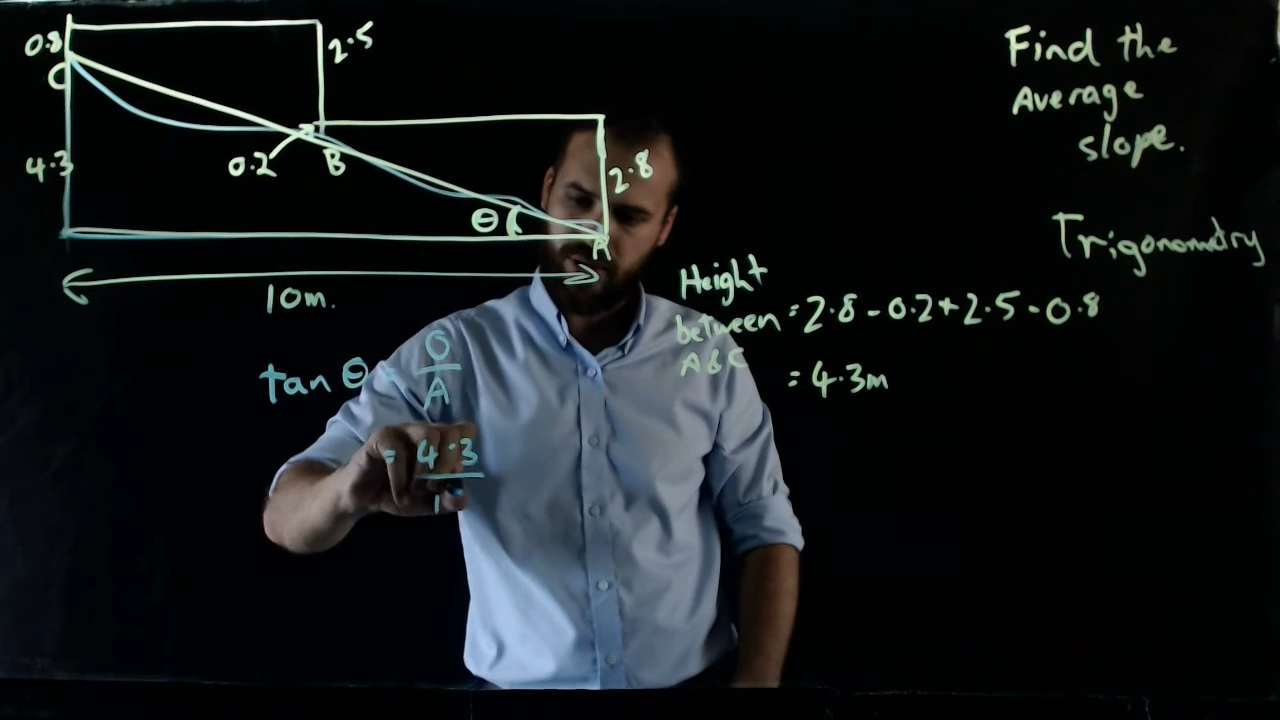 0.8
C
2.5
4.3
0.2
B
θ
2.8
A
10m.
Find the
Average
slope.
Trigonometry
Height
between = 2.8 - 0.2 + 2.5 - 0.8
A & C
= 4.3m
tan θ = O/A
= 4.3/1